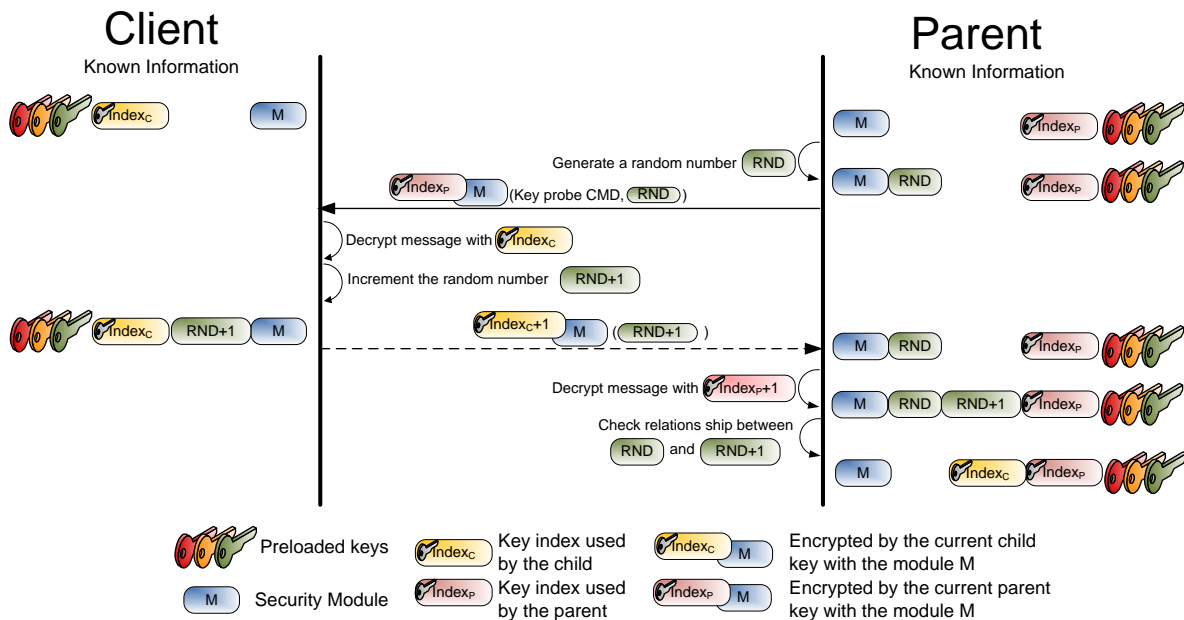 Client
Parent
Known Information
Known Information
Indexc
M
M
Indexp
Generate a random number RND
M RND
Indexp
Indexp M (Key probe CMD, RND )
Decrypt message with Indexc
Increment the random number RND+1
Indexc RND+1 M
Indexc+1 M ( RND+1 )
M RND
Indexp
Decrypt message with Indexp+1
M RND RND+1 Indexp
Check relations ship between
RND and RND+1
M
Indexc Indexp
Preloaded keys
Indexc
Key index used
by the child
Indexc M
Encrypted by the current child
key with the module M
M
Security Module
Indexp
Key index used
by the parent
Indexp M
Encrypted by the current parent
key with the module M